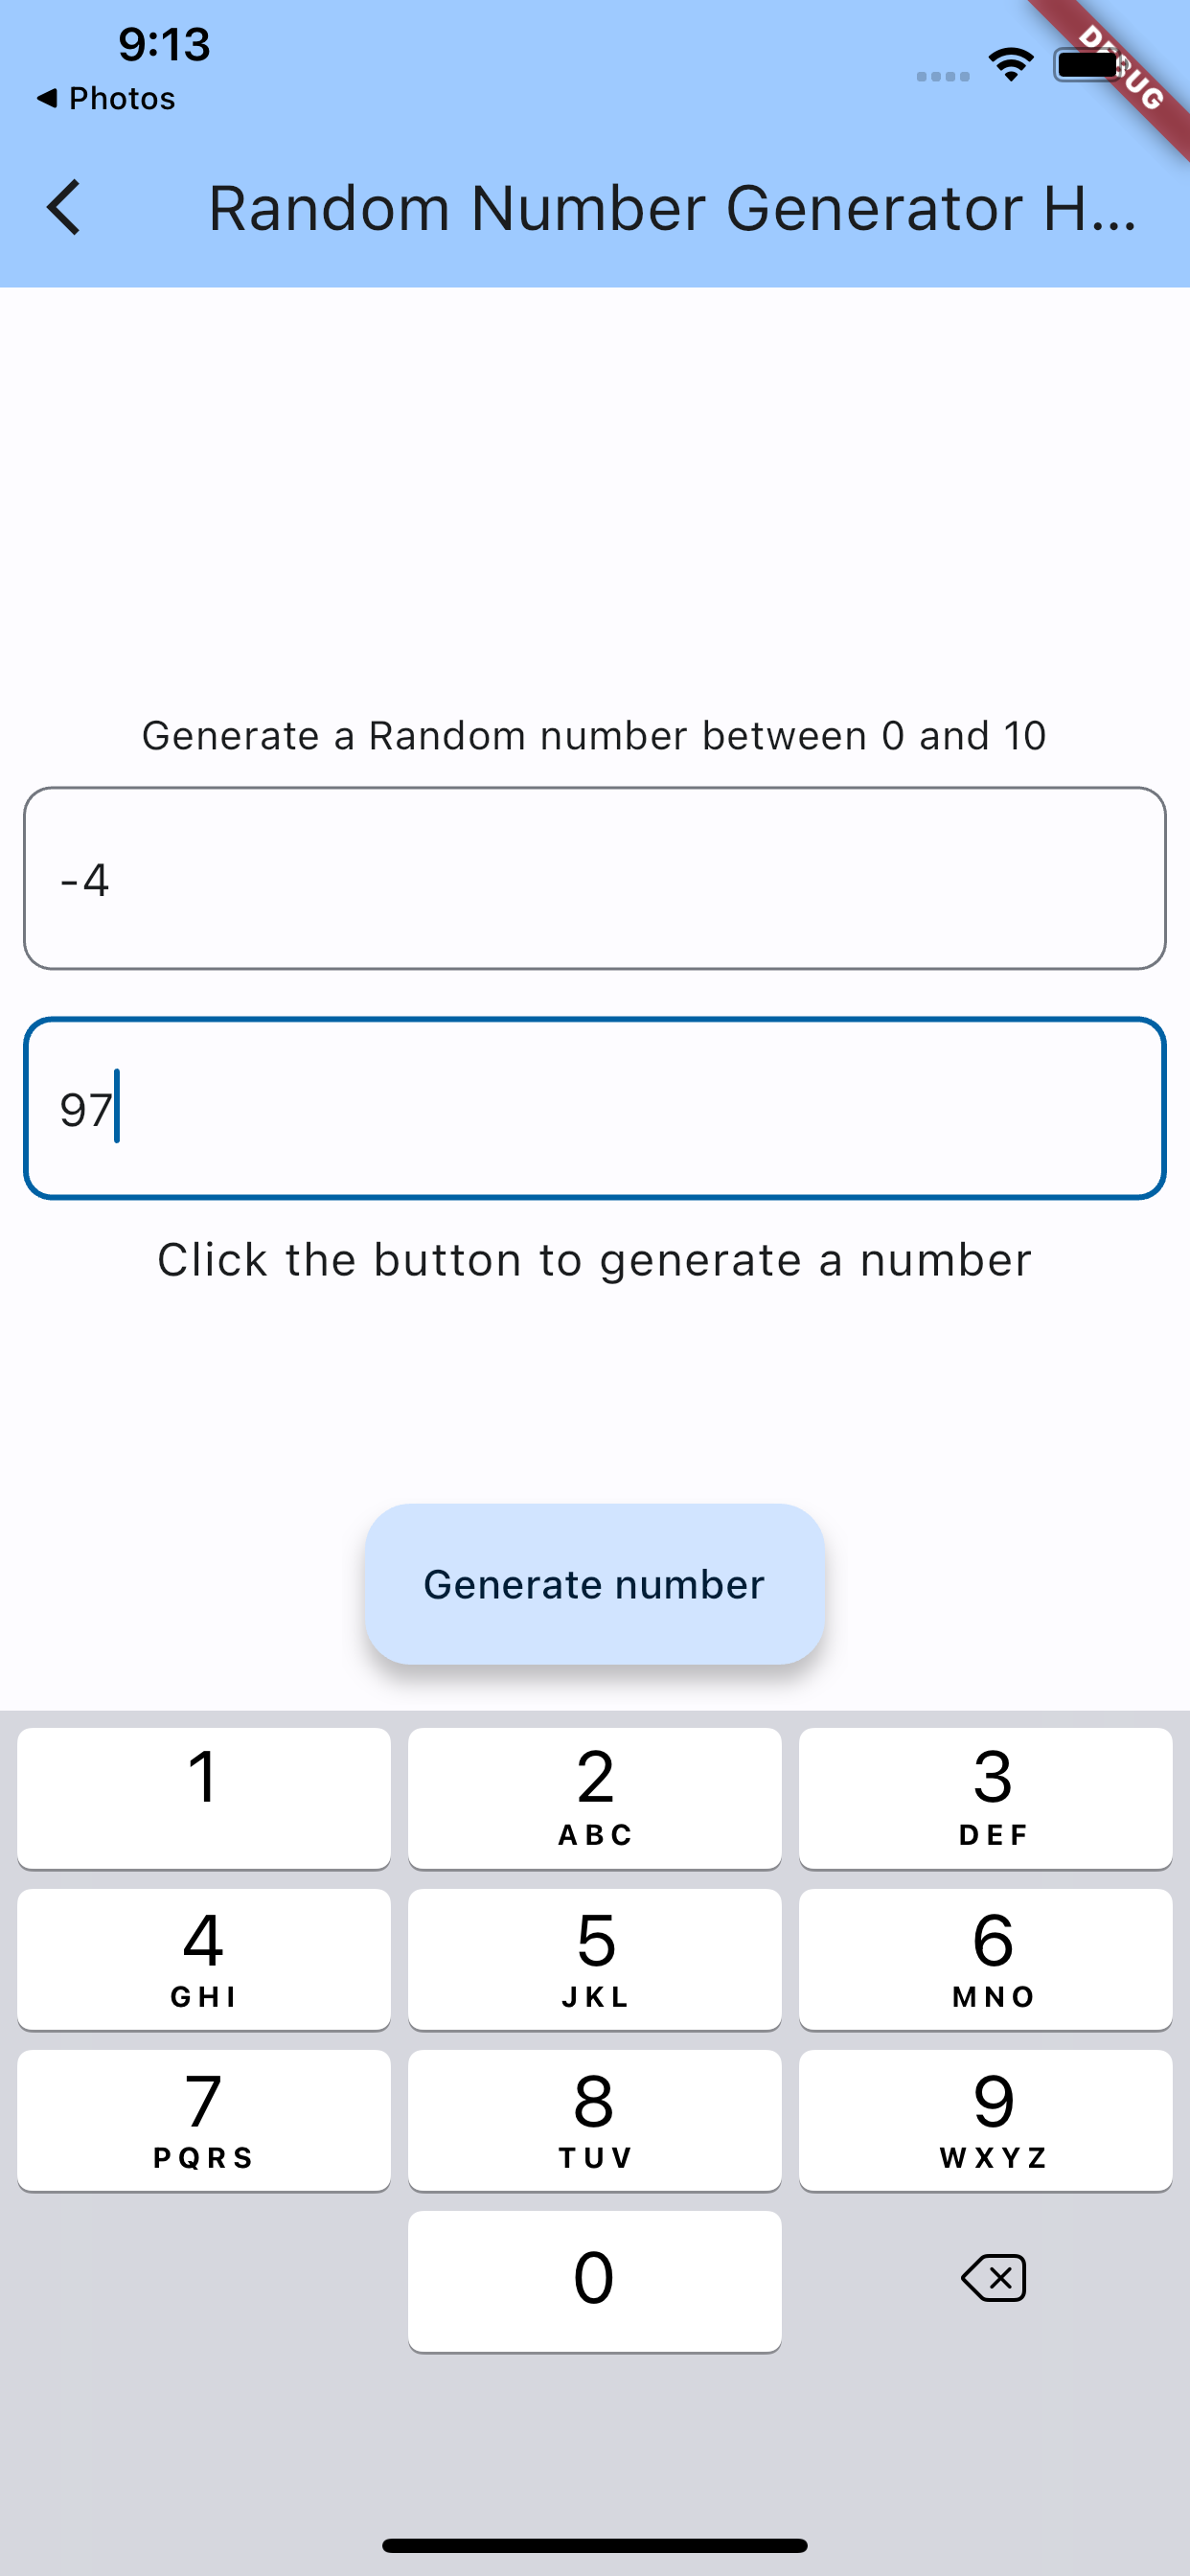 9:13
◀ Photos
DEBUG
Random Number Generator H...
Generate a Random number between 0 and 10
-4
97
Click the button to generate a number
Generate number
1
2
ABC
3
DEF
4
GHI
5
JKL
6
MNO
7
PQRS
8
TUV
9
WXYZ
0